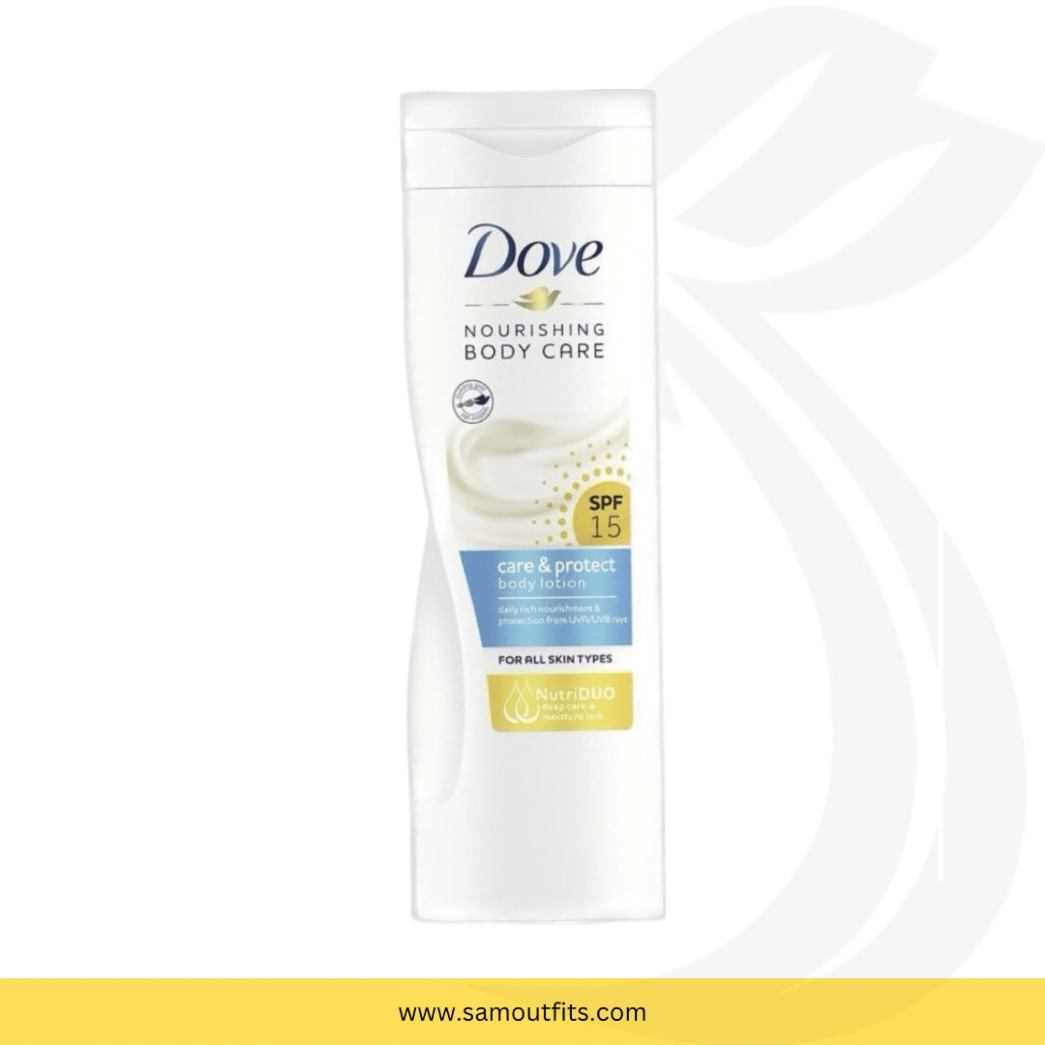 Dove
NOURISHING
BODY CARE
SPF
15
care & protect
body lotion
daily rich nourishment &
protection from UVA/UVB rays
FOR ALL SKIN TYPES
NutriDUO
deep care +
moisture lock
www.samoutfits.com